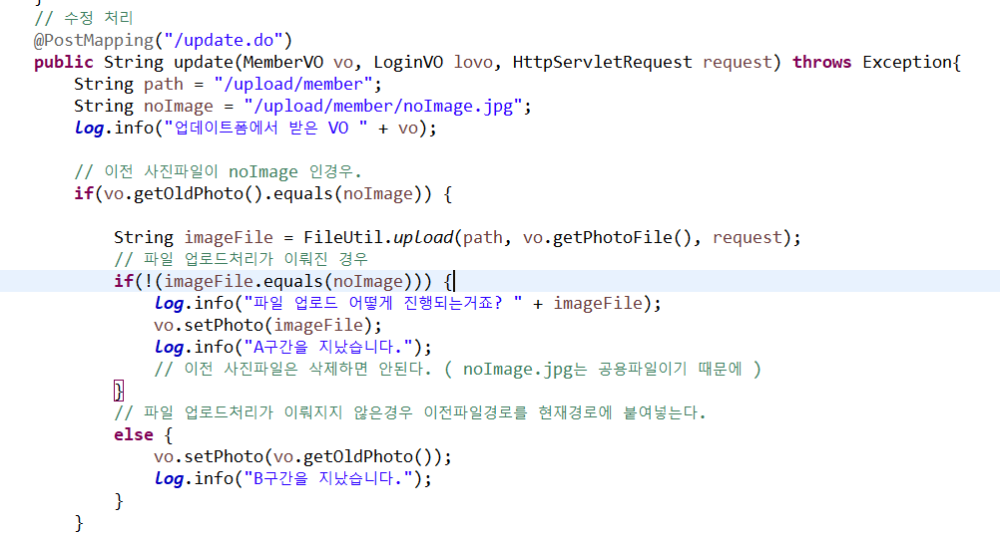 }
// 수정 처리
@PostMapping("/update.do")
public String update(MemberVO vo, LoginVO lovo, HttpServletRequest request) throws Exception{
String path = "/upload/member";
String noImage = "/upload/member/noImage.jpg";
log.info("업데이트폼에서 받은 VO " + vo);
// 이전 사진파일이 noImage 인경우.
if(vo.getOldPhoto().equals(noImage)) {
String imageFile = FileUtil.upload(path, vo.getPhotoFile(), request);
// 파일 업로드처리가 이뤄진 경우
if(!(imageFile.equals(noImage))) {
log.info("파일 업로드 어떻게 진행되는거죠? " + imageFile);
vo.setPhoto(imageFile);
log.info("A구간을 지났습니다.");
// 이전 사진파일은 삭제하면 안된다. ( noImage.jpg는 공용파일이기 때문에 )
}
// 파일 업로드처리가 이뤄지지 않은경우 이전파일경로를 현재경로에 붙여넣는다.
else {
vo.setPhoto(vo.getOldPhoto());
log.info("B구간을 지났습니다.");
}
}